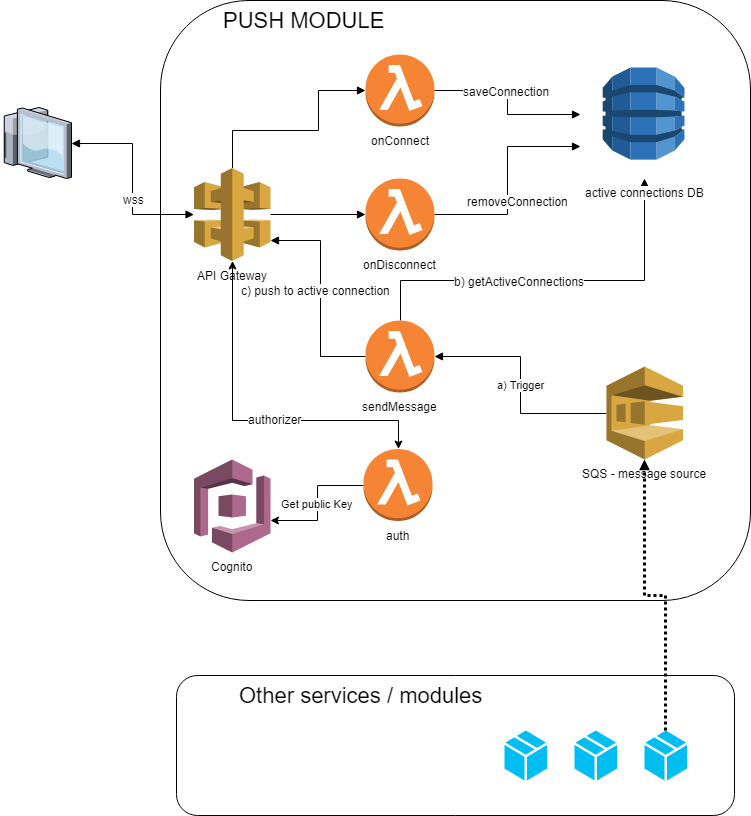 PUSH MODULE
saveConnection
onConnect
active connections DB
wss
removeConnection
onDisconnect
API Gateway
b) getActiveConnections
c) push to active connection
a) Trigger
sendMessage
authorizer
SQS - message source
Get public Key
auth
Cognito
Other services / modules